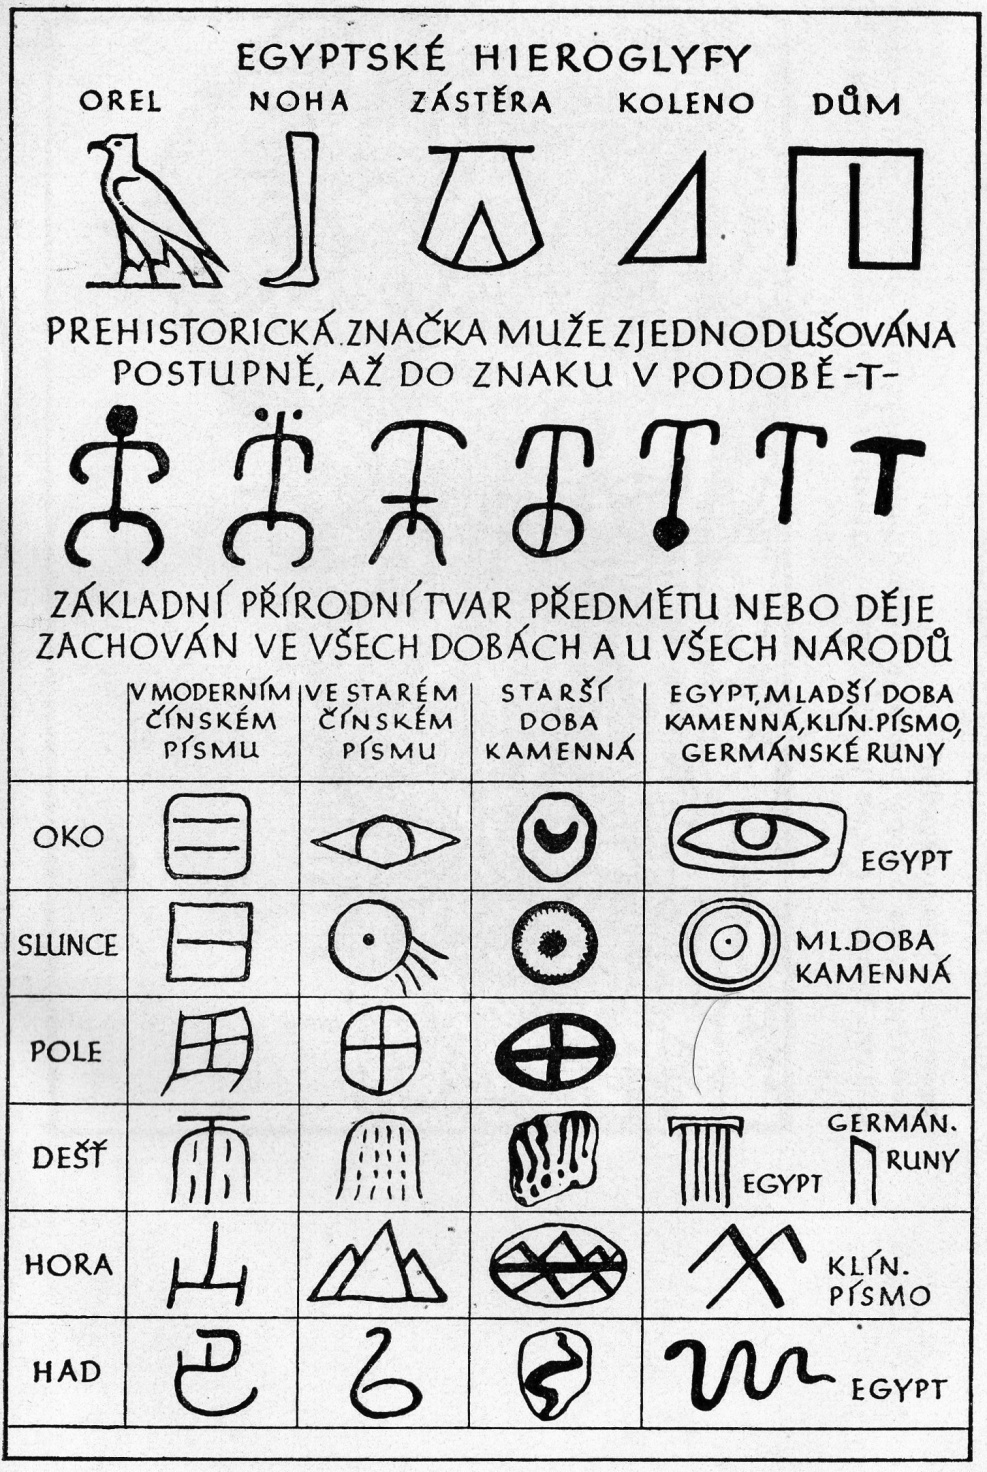 EGYPTSKÉ HIEROGLYFY
OREL NOHA ZÁSTĚRA KOLENO DŮM
PREHISTORICKÁ ZNAČKA MUŽE ZJEDNODUŠOVÁNA
POSTUPNĚ, AŽ DO ZNAKU V PODOBĚ -T-
ZÁKLADNÍ PŘÍRODNÍ TVAR PŘEDMĚTU NEBO DĚJE
ZACHOVÁN VE VŠECH DOBÁCH A U VŠECH NÁRODŮ
V MODERNÍM
ČÍNSKÉM
PÍSMU
VE STARÉM
ČÍNSKÉM
PÍSMU
STARŠÍ
DOBA
KAMENNÁ
EGYPT, MLADŠÍ DOBA
KAMENNÁ, KLÍN. PÍSMO,
GERMÁNSKÉ RUNY
OKO
EGYPT
SLUNCE
ML. DOBA
KAMENNÁ
POLE
DEŠŤ
EGYPT
GERMÁN.
RUNY
HORA
KLÍN.
PÍSMO
HAD
EGYPT